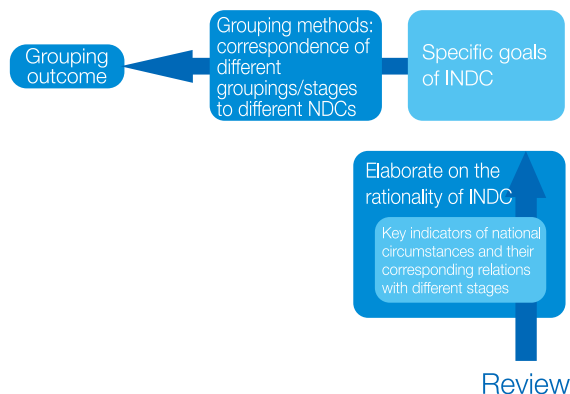 Grouping
outcome
Grouping methods:
correspondence of
different
groupings/stages
to different NDCs
Specific goals
of INDC
Elaborate on the
rationality of INDC
Key indicators of national
circumstances and their
corresponding relations
with different stages
Review